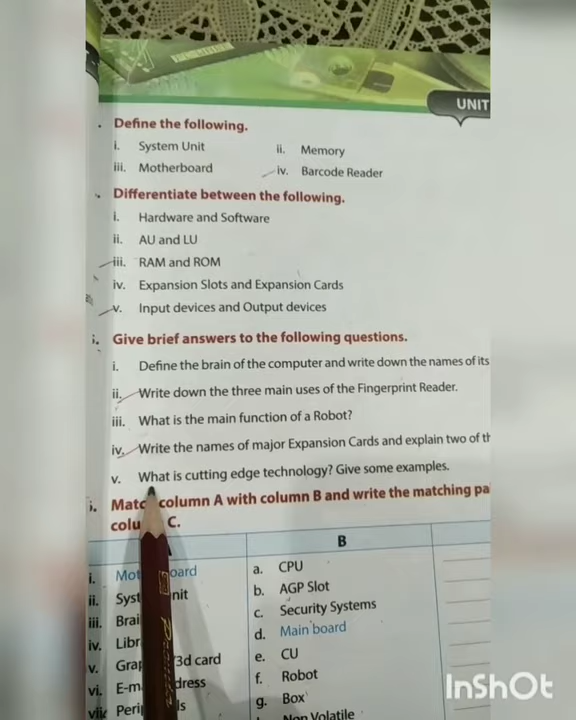 UNIT
Define the following.
i. System Unit ii. Memory
iii. Motherboard iv. Barcode Reader
Differentiate between the following.
i. Hardware and Software
ii. AU and LU
iii. RAM and ROM
iv. Expansion Slots and Expansion Cards
v. Input devices and Output devices
i. Give brief answers to the following questions.
i. Define the brain of the computer and write down the names of its
ii. Write down the three main uses of the Fingerprint Reader.
iii. What is the main function of a Robot?
iv. Write the names of major Expansion Cards and explain two of th
v. What is cutting edge technology? Give some examples.
i. Match column A with column B and write the matching pa
colu C.
B
i. Mot oard a. CPU
ii. Syst nit b. AGP Slot
iii. Brai c. Security Systems
iv. Libr d. Main board
v. Grap 3d card e. CU
vi. E-m dress f. Robot
vii. Perip ls g. Box
Non Volatile
InShOt